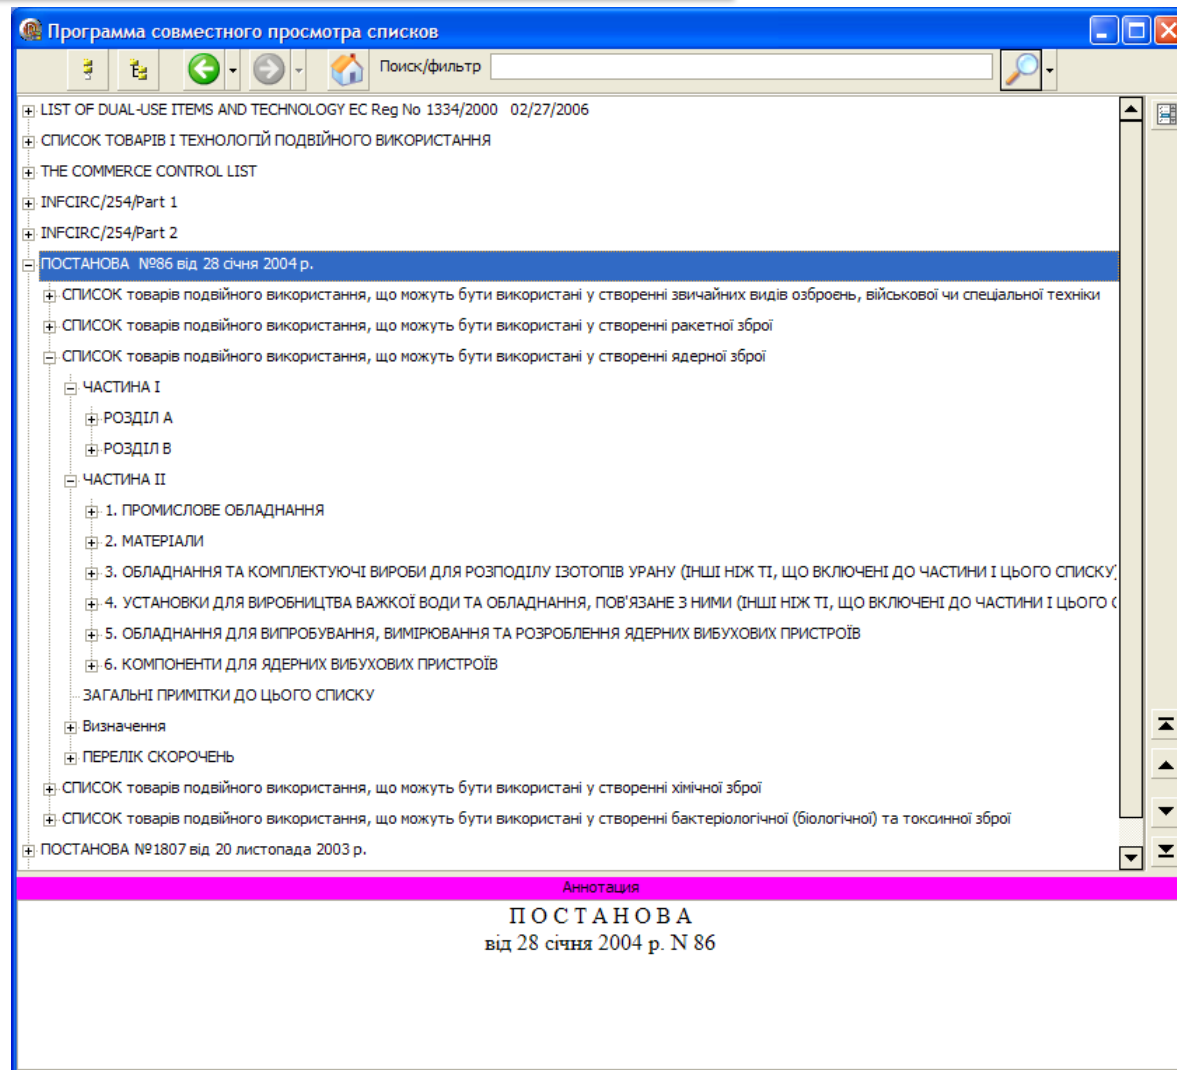 Программа совместного просмотра списков
Поиск/фильтр
LIST OF DUAL-USE ITEMS AND TECHNOLOGY EC Reg No 1334/2000 02/27/2006
СПИСОК ТОВАРІВ І ТЕХНОЛОГІЙ ПОДВІЙНОГО ВИКОРИСТАННЯ
THE COMMERCE CONTROL LIST
INFCIRC/254/Part 1
INFCIRC/254/Part 2
ПОСТАНОВА №86 від 28 січня 2004 р.
СПИСОК товарів подвійного використання, що можуть бути використані у створенні звичайних видів озброєнь, військової чи спеціальної техніки
СПИСОК товарів подвійного використання, що можуть бути використані у створенні ракетної зброї
СПИСОК товарів подвійного використання, що можуть бути використані у створенні ядерної зброї
ЧАСТИНА I
РОЗДІЛ A
РОЗДІЛ B
ЧАСТИНА II
1. ПРОМИСЛОВЕ ОБЛАДНАННЯ
2. МАТЕРІАЛИ
3. ОБЛАДНАННЯ ТА КОМПЛЕКТУЮЧІ ВИРОБИ ДЛЯ РОЗПОДІЛУ ІЗОТОПІВ УРАНУ (ІНШІ НІЖ ТІ, ЩО ВКЛЮЧЕНІ ДО ЧАСТИНИ I ЦЬОГО СПИСКУ)
4. УСТАНОВКИ ДЛЯ ВИРОБНИЦТВА ВАЖКОЇ ВОДИ ТА ОБЛАДНАННЯ, ПОВ'ЯЗАНЕ З НИМИ (ІНШІ НІЖ ТІ, ЩО ВКЛЮЧЕНІ ДО ЧАСТИНИ I ЦЬОГО
5. ОБЛАДНАННЯ ДЛЯ ВИПРОБУВАННЯ, ВИМІРЮВАННЯ ТА РОЗРОБЛЕННЯ ЯДЕРНИХ ВИБУХОВИХ ПРИСТРОЇВ
6. КОМПОНЕНТИ ДЛЯ ЯДЕРНИХ ВИБУХОВИХ ПРИСТРОЇВ
ЗАГАЛЬНІ ПРИМІТКИ ДО ЦЬОГО СПИСКУ
Визначення
ПЕРЕЛІК СКОРОЧЕНЬ
СПИСОК товарів подвійного використання, що можуть бути використані у створенні хімічної зброї
СПИСОК товарів подвійного використання, що можуть бути використані у створенні бактеріологічної (біологічної) та токсинної зброї
ПОСТАНОВА №1807 від 20 листопада 2003 р.
Аннотация
П О С Т А Н О В А
від 28 січня 2004 р. N 86